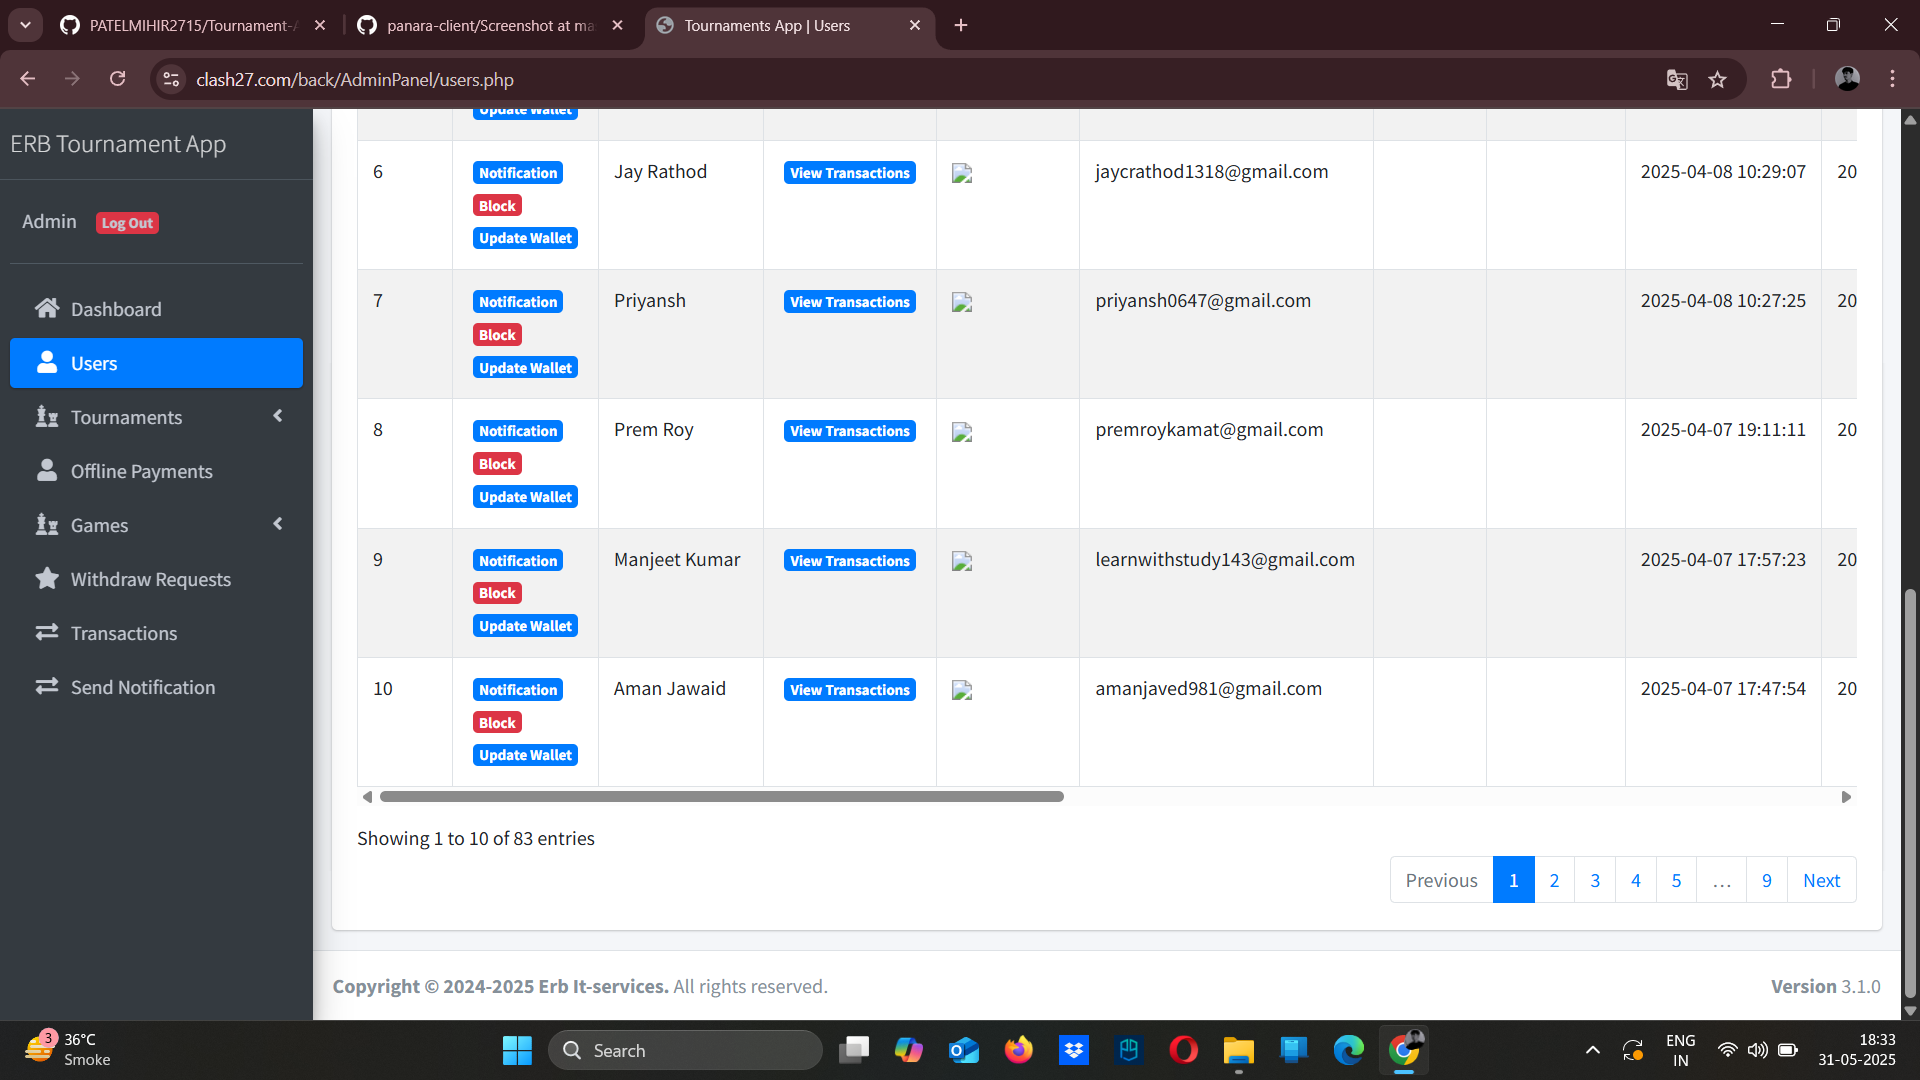 PATELMIHIR2715/Tournament-A
panara-client/Screenshot at ma
Tournaments App | Users
clash27.com/back/AdminPanel/users.php
ERB Tournament App
Admin Log Out
Dashboard
Users
Tournaments
Offline Payments
Games
Withdraw Requests
Transactions
Send Notification
Update Wallet
6 Notification Jay Rathod View Transactions jaycrathod1318@gmail.com 2025-04-08 10:29:07 20
Block
Update Wallet
7 Notification Priyansh View Transactions priyansh0647@gmail.com 2025-04-08 10:27:25 20
Block
Update Wallet
8 Notification Prem Roy View Transactions premroykamat@gmail.com 2025-04-07 19:11:11 20
Block
Update Wallet
9 Notification Manjeet Kumar View Transactions learnwithstudy143@gmail.com 2025-04-07 17:57:23 20
Block
Update Wallet
10 Notification Aman Jawaid View Transactions amanjaved981@gmail.com 2025-04-07 17:47:54 20
Block
Update Wallet
Showing 1 to 10 of 83 entries
Previous 1 2 3 4 5 … 9 Next
Copyright © 2024-2025 Erb It-services. All rights reserved. Version 3.1.0
3 36°C
Smoke
Search
ENG
IN
18:33
31-05-2025